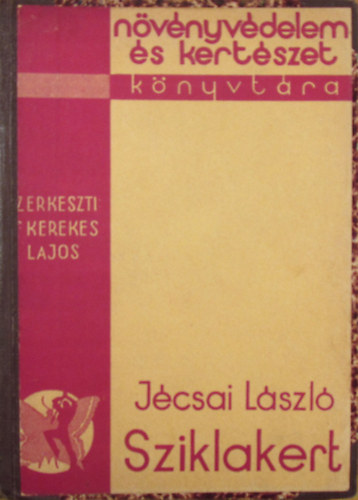 növényvédelem
és kertészet
könyvtára
ZERKESZTI
KEREKES
LAJOS
Jécsai László
Sziklakert